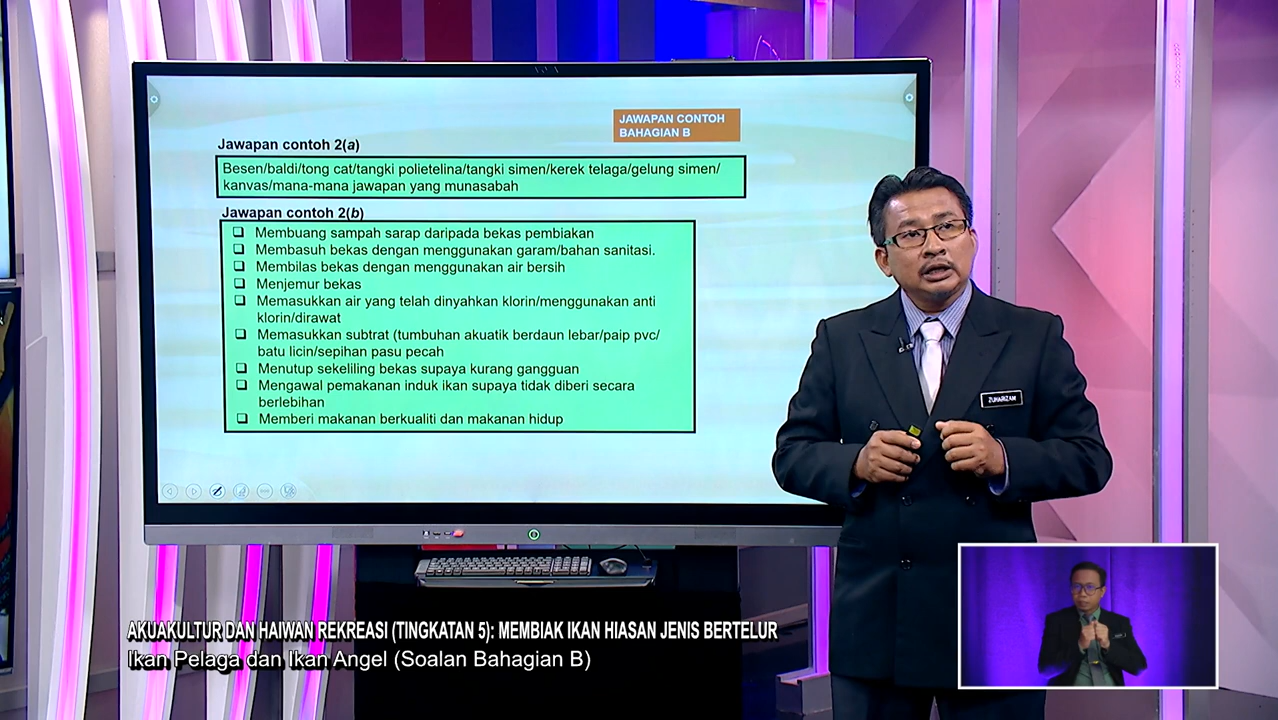 JAWAPAN CONTOH
BAHAGIAN B
Jawapan contoh 2(a)
Besen/baldi/tong cat/tangki polietelina/tangki simen/kerek telaga/gelung simen/
kanvas/mana-mana jawapan yang munasabah
Jawapan contoh 2(b)
❑ Membuang sampah sarap daripada bekas pembiakan
❑ Membasuh bekas dengan menggunakan garam/bahan sanitasi.
❑ Membilas bekas dengan menggunakan air bersih
❑ Menjemur bekas
❑ Memasukkan air yang telah dinyahkan klorin/menggunakan anti
klorin/dirawat
❑ Memasukkan subtrat (tumbuhan akuatik berdaun lebar/paip pvc/
batu licin/sepihan pasu pecah
❑ Menutup sekeliling bekas supaya kurang gangguan
❑ Mengawal pemakanan induk ikan supaya tidak diberi secara
berlebihan
❑ Memberi makanan berkualiti dan makanan hidup
ZUHARIZAM
AKUAKULTUR DAN HAIWAN REKREASI (TINGKATAN 5): MEMBIAK IKAN HIASAN JENIS BERTELUR
Ikan Pelaga dan Ikan Angel (Soalan Bahagian B)